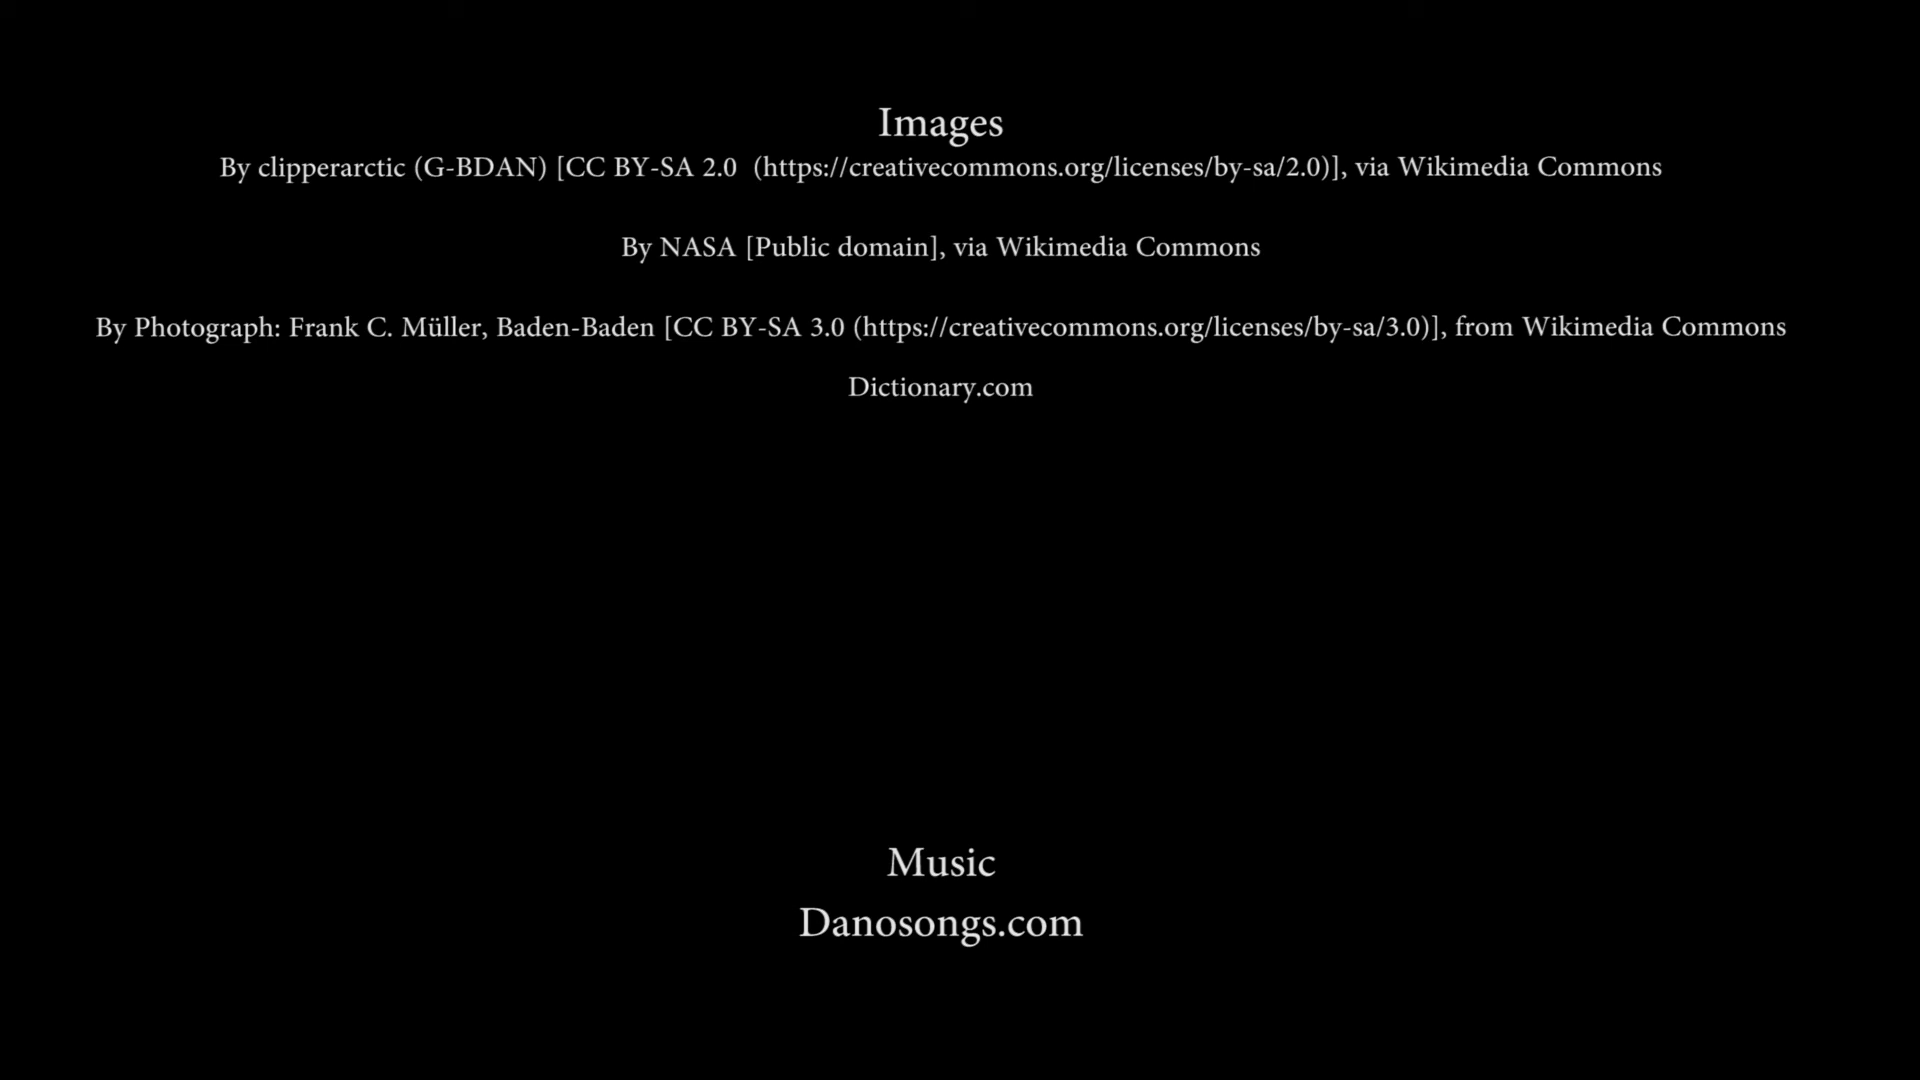 Images
By clipperarctic (G-BDAN) [CC BY-SA 2.0  (https://creativecommons.org/licenses/by-sa/2.0)], via Wikimedia Commons
By NASA [Public domain], via Wikimedia Commons
By Photograph: Frank C. Müller, Baden-Baden [CC BY-SA 3.0 (https://creativecommons.org/licenses/by-sa/3.0)], from Wikimedia Commons
Dictionary.com
Music
Danosongs.com